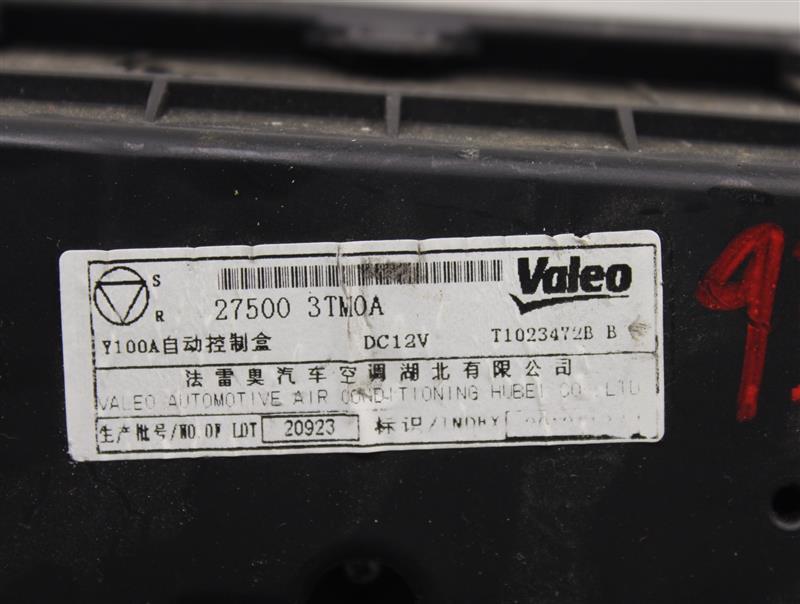 S
R
Valeo
27500 3TM0A
Y100A自动控制盒 DC12V T1023472B B
法雷奥汽车空调湖北有限公司
VALEO AUTOMOTIVE AIR CONDITIONING HUBEI CO.,LTD
生产批号/NO.OF LOT 20923 标识/INDRY
9